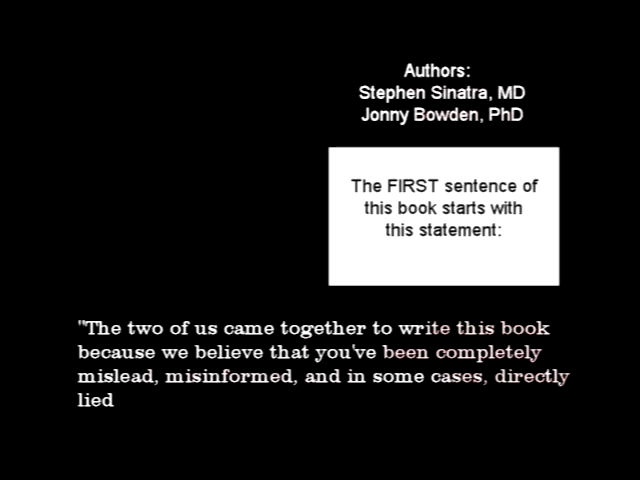 Authors:
Stephen Sinatra, MD
Jonny Bowden, PhD
The FIRST sentence of
this book starts with
this statement:
"The two of us came together to write this book
because we believe that you've been completely
mislead, misinformed, and in some cases, directly
lied